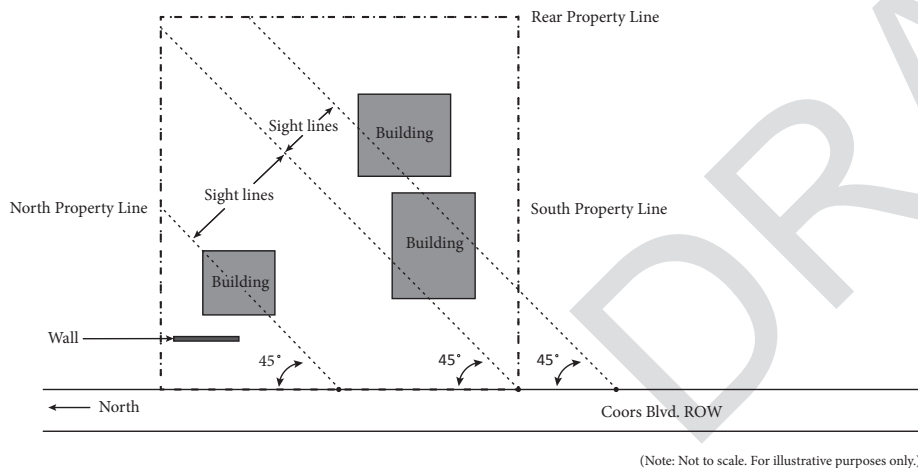 Rear Property Line
Sight lines
Building
Sight lines
North Property Line
South Property Line
Building
Building
Wall
45°
45°
45°
North
Coors Blvd. ROW
(Note: Not to scale. For illustrative purposes only.)
DRA